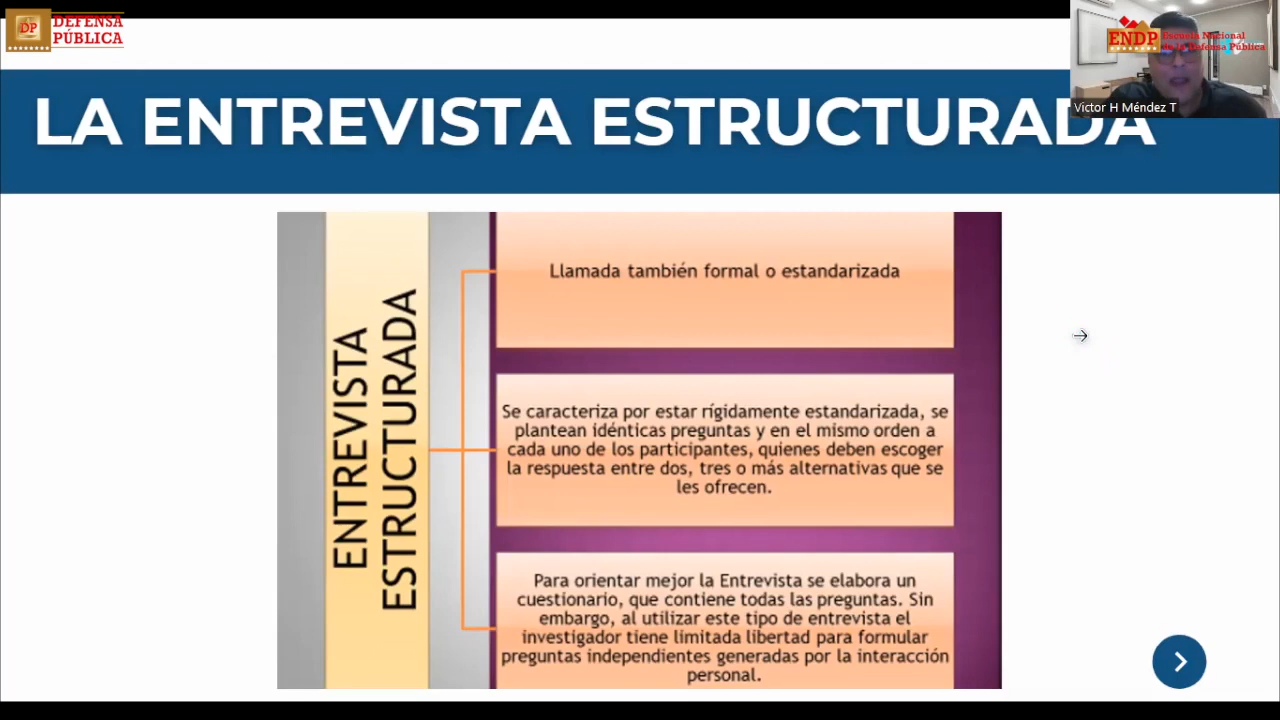 DP
DEFENSA
PÚBLICA
ENDP
Escuela Nacional
de la Defensa Pública
Víctor H Méndez T
LA ENTREVISTA ESTRUCTURADA
ENTREVISTA
ESTRUCTURADA
Llamada también formal o estandarizada
Se caracteriza por estar rígidamente estandarizada, se
plantean idénticas preguntas y en el mismo orden a
cada uno de los participantes, quienes deben escoger
la respuesta entre dos, tres o más alternativas que se
les ofrecen.
Para orientar mejor la Entrevista se elabora un
cuestionario, que contiene todas las preguntas. Sin
embargo, al utilizar este tipo de entrevista el
investigador tiene limitada libertad para formular
preguntas independientes generadas por la interacción
personal.